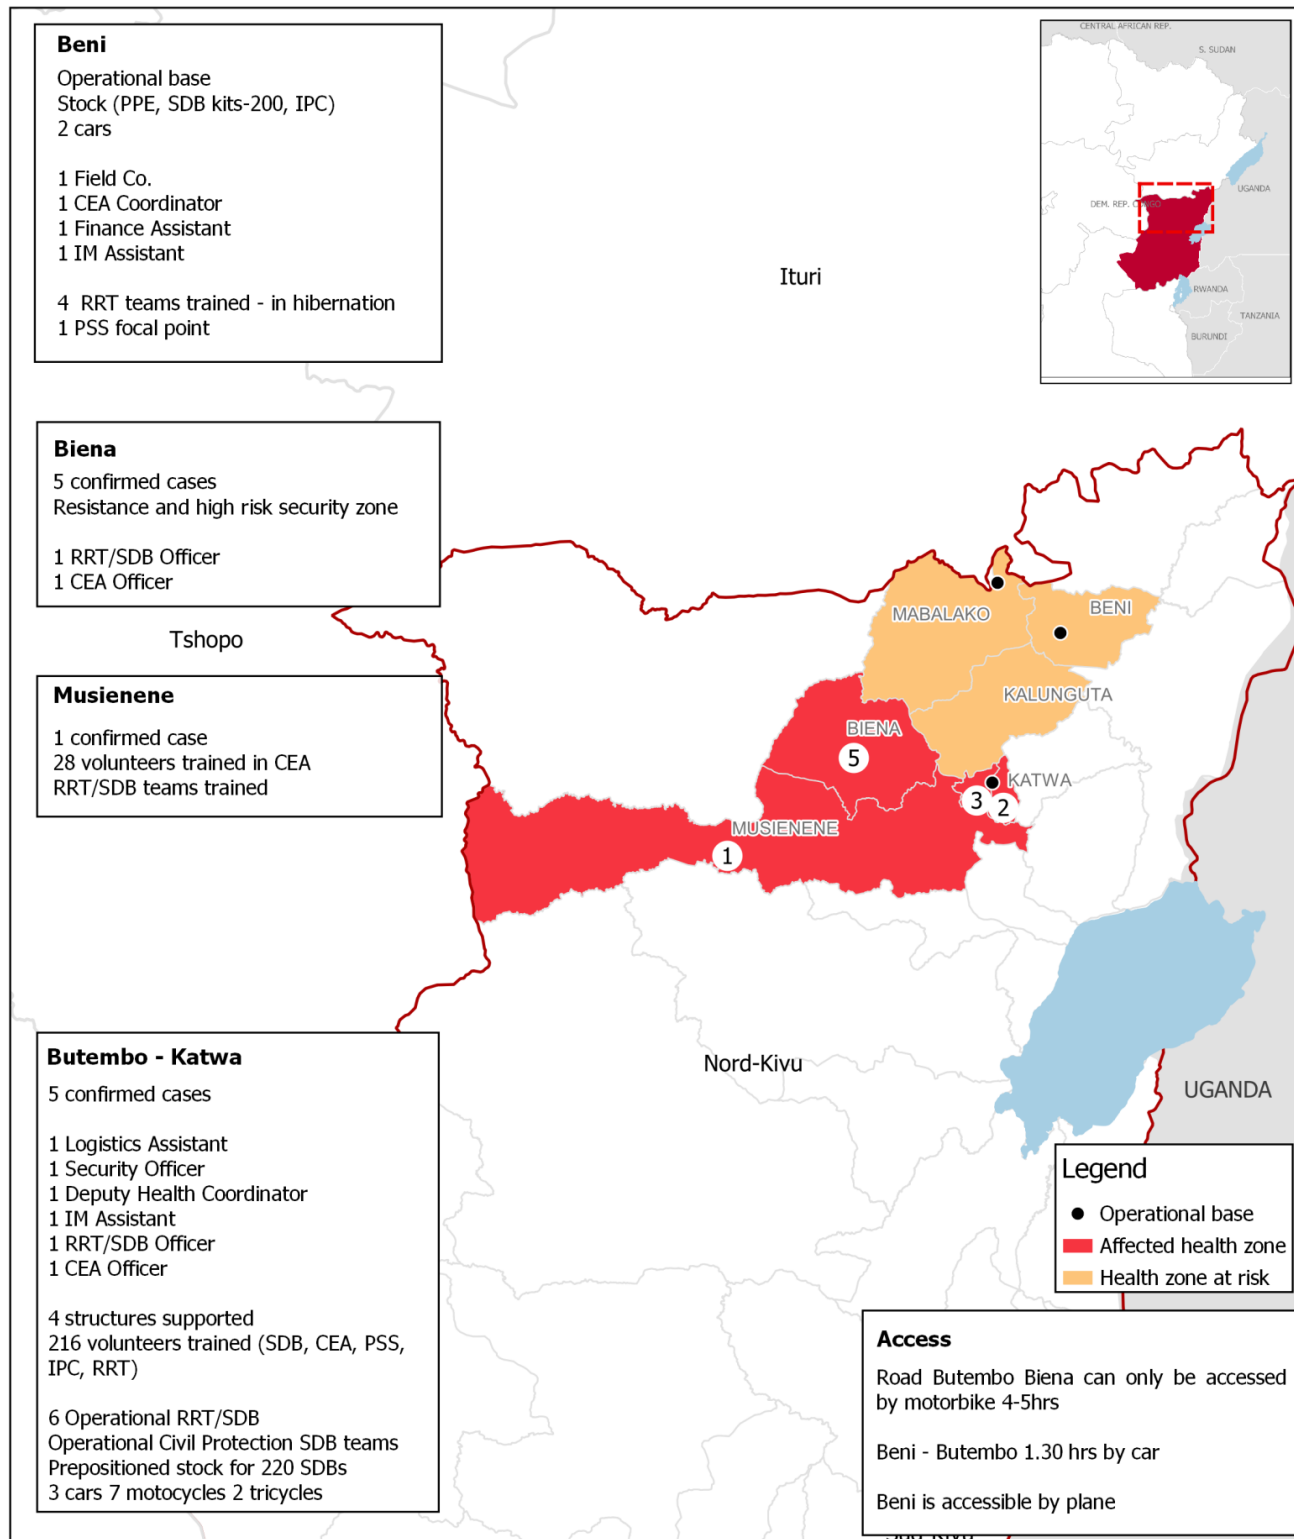 Beni
Operational base
Stock (PPE, SDB kits-200, IPC)
2 cars
1 Field Co.
1 CEA Coordinator
1 Finance Assistant
1 IM Assistant
4 RRT teams trained - in hibernation
1 PSS focal point
Biena
5 confirmed cases
Resistance and high risk security zone
1 RRT/SDB Officer
1 CEA Officer
Tshopo
Musienene
1 confirmed case
28 volunteers trained in CEA
RRT/SDB teams trained
Butembo - Katwa
5 confirmed cases
1 Logistics Assistant
1 Security Officer
1 Deputy Health Coordinator
1 IM Assistant
1 RRT/SDB Officer
1 CEA Officer
4 structures supported
216 volunteers trained (SDB, CEA, PSS,
IPC, RRT)
6 Operational RRT/SDB
Operational Civil Protection SDB teams
Prepositioned stock for 220 SDBs
3 cars 7 motocycles 2 tricycles
Ituri
CENTRAL AFRICAN REP.
S. SUDAN
UGANDA
DEM. REP. CONGO
RWANDA
TANZANIA
BURUNDI
MABALAKO
BENI
KALUNGUTA
BIENA
5
KATWA
3
2
MUSIENENE
1
Nord-Kivu
UGANDA
Legend
Operational base
Affected health zone
Health zone at risk
Access
Road Butembo Biena can only be accessed
by motorbike 4-5hrs
Beni - Butembo 1.30 hrs by car
Beni is accessible by plane